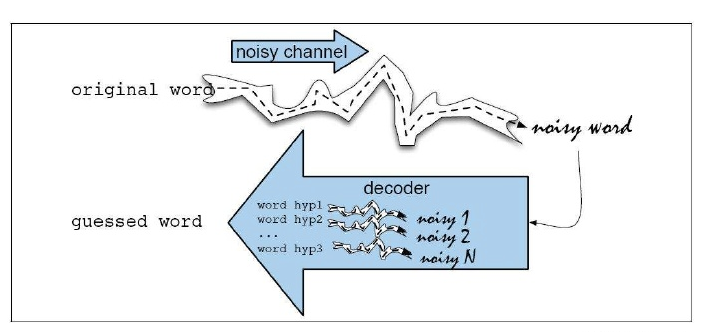 noisy channel
original word
noisy word
decoder
word hyp1
noisy 1
word hyp2
noisy 2
...
word hyp3
noisy N
guessed word